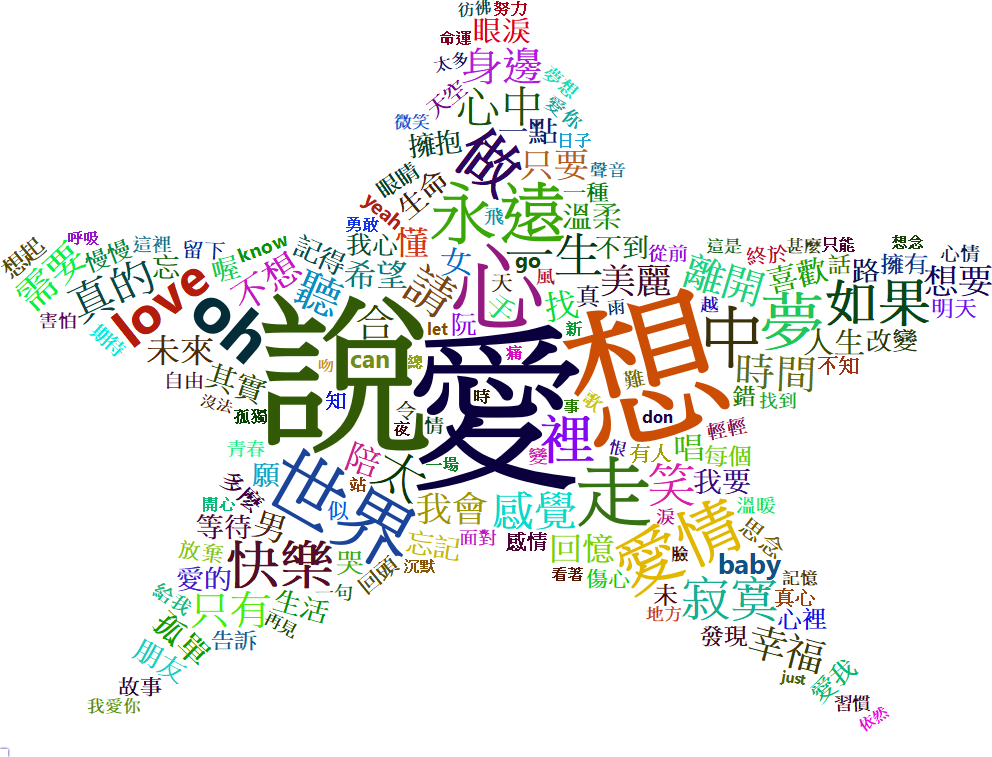 彷彿
努力
命運
眼淚
太多
身邊
夢想
天空
心中
愛你
微笑
一點
日子
擁抱
做
只要
聲音
眼睛
生命
一種
yeah
永遠
飛
溫柔
呼吸
勇敢
想起
慢慢
這裡
留下
know
記得
我心
懂
女
一生
不到
從前
這是
終於
甚麼
只能
想念
心情
需要
真的
忘
喔
不想
聽
希望
請
心
go
風
美麗
離開
喜歡
話
路
擁有
想要
害怕
期待
love
oh
天
找
真
雨
越
夢
如果
明天
未來
說
合
let
阮
新
想
中
人生
改變
自由
其實
吻
can
總
愛
痛
難
時間
不知
沒法
孤獨
知
令
時
事
歌
don
錯
找到
夜
情
青春
世界
陪
太
一場
變
裡
恨
有人
唱
每個
輕輕
願
多麼
站
走
笑
我要
開心
似
我會
感覺
淚
溫暖
等待
男
忘記
面對
感情
回憶
愛情
臉
思念
放棄
快樂
哭
回頭
沉默
看著
傷心
baby
記憶
愛的
給我
只有
生活
一句
未
寂寞
真心
再見
地方
心裡
孤單
告訴
發現
幸福
朋友
just
愛我
故事
習慣
我愛你
依然